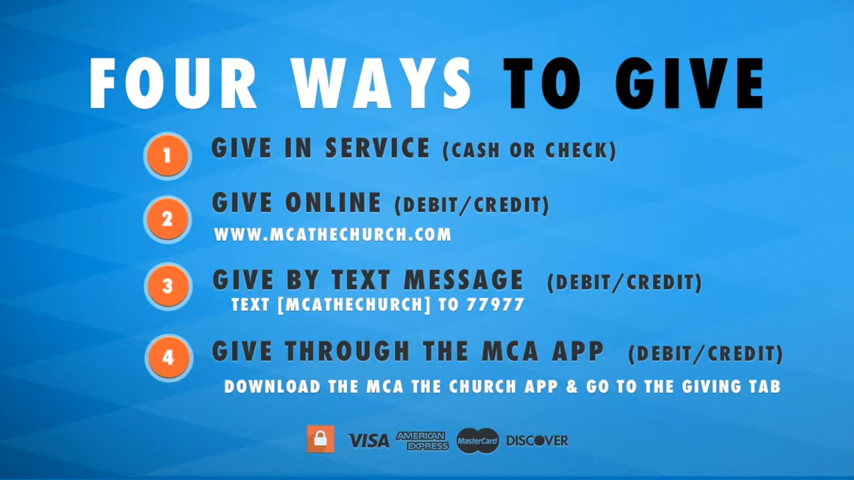 FOUR WAYS TO GIVE
1 GIVE IN SERVICE (CASH OR CHECK)
2 GIVE ONLINE (DEBIT/CREDIT)
WWW.MCATHECHURCH.COM
3 GIVE BY TEXT MESSAGE (DEBIT/CREDIT)
TEXT [MCATHECHURCH] TO 77977
4 GIVE THROUGH THE MCA APP (DEBIT/CREDIT)
DOWNLOAD THE MCA THE CHURCH APP & GO TO THE GIVING TAB
VISA AMERICAN EXPRESS MasterCard DISCOVER